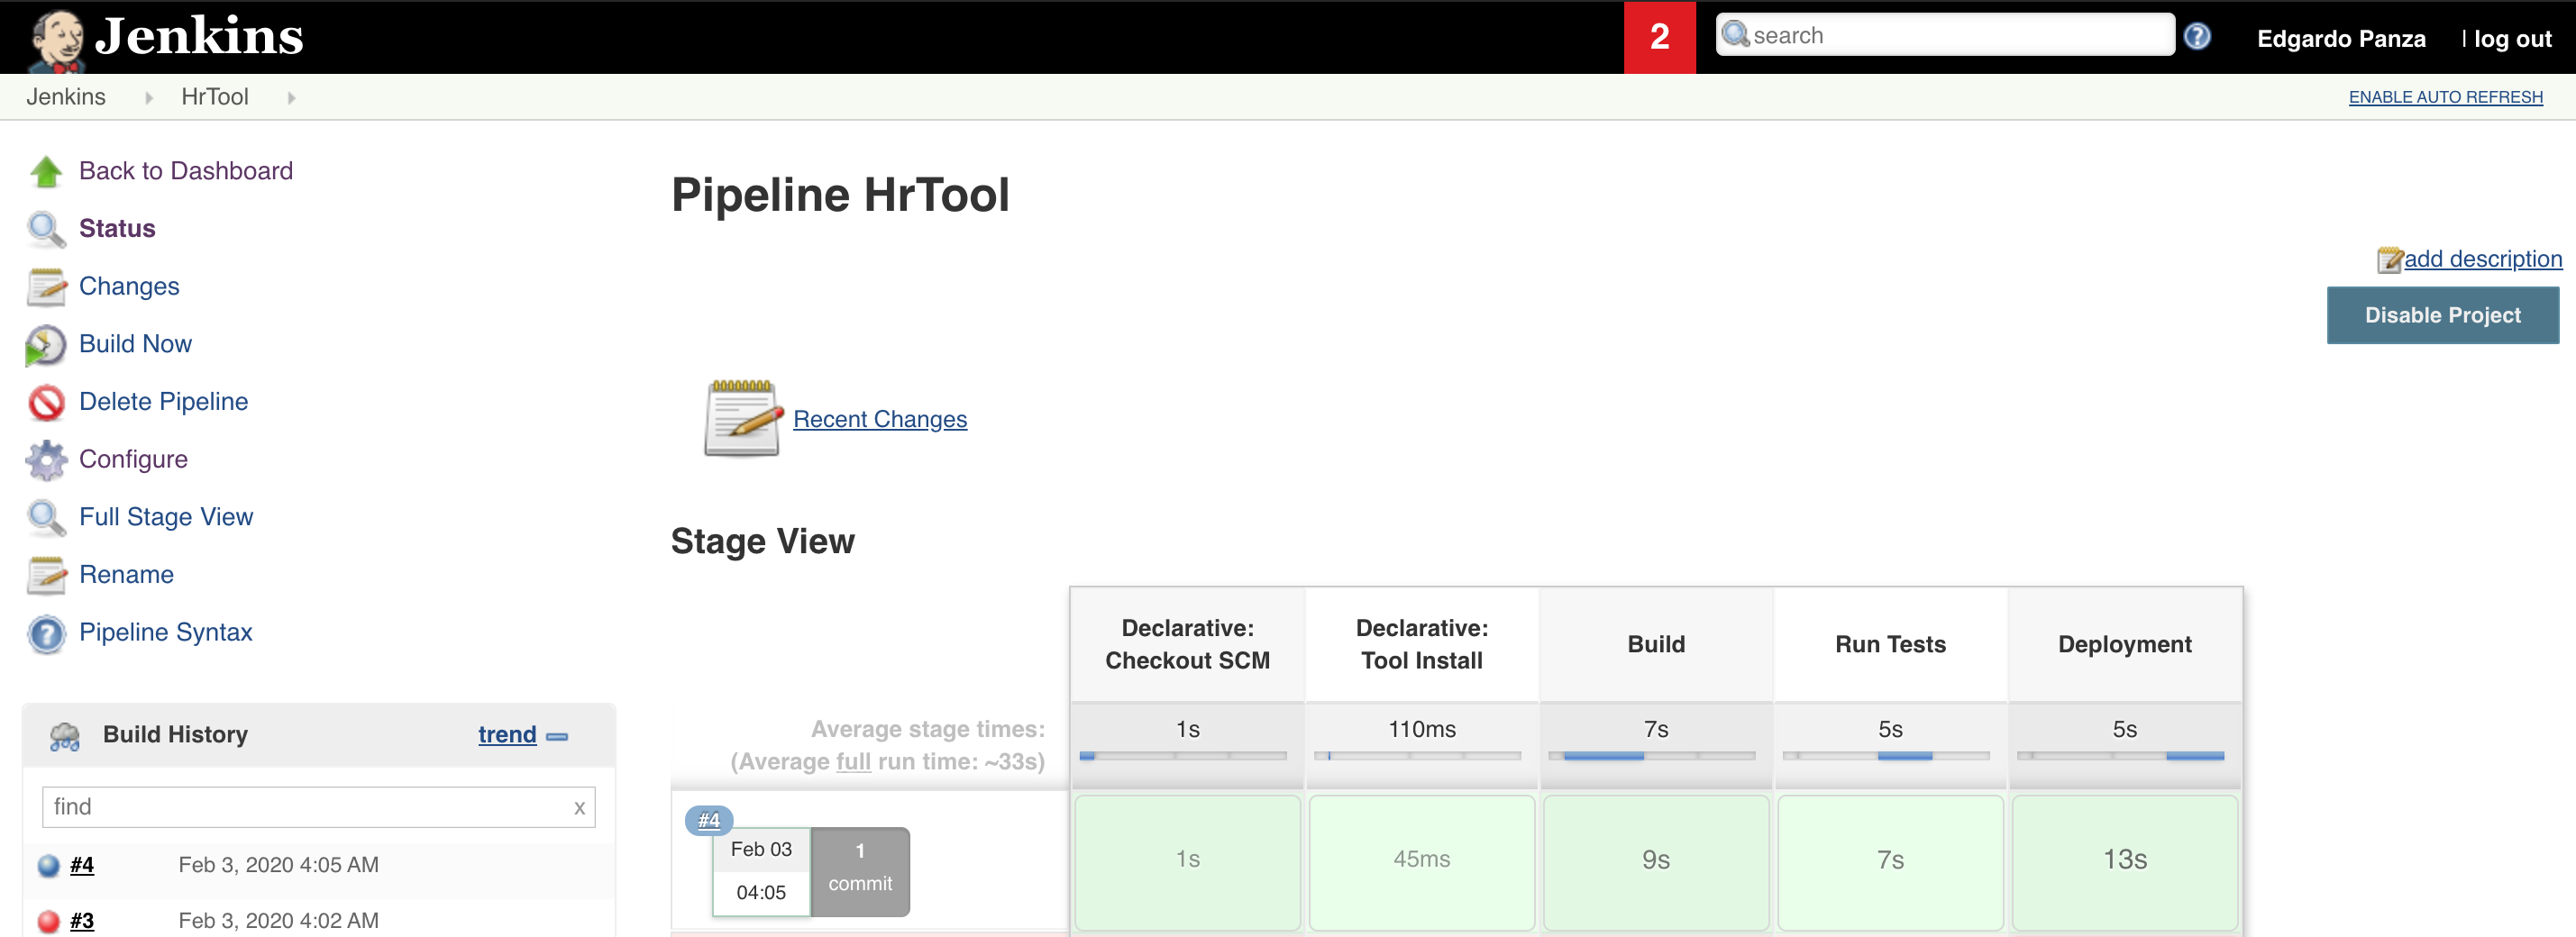 Jenkins
2
search
Edgardo Panza | log out
Jenkins HrTool
ENABLE AUTO REFRESH
Back to Dashboard
Status
Changes
Build Now
Delete Pipeline
Configure
Full Stage View
Rename
Pipeline Syntax
Build History trend
find x
#4 Feb 3, 2020 4:05 AM
#3 Feb 3, 2020 4:02 AM
Pipeline HrTool
add description
Disable Project
Recent Changes
Stage View
Declarative: Checkout SCM
Declarative: Tool Install
Build
Run Tests
Deployment
Average stage times:
(Average full run time: ~33s)
1s 110ms 7s 5s 5s
#4
Feb 03
04:05
1
commit
1s 45ms 9s 7s 13s